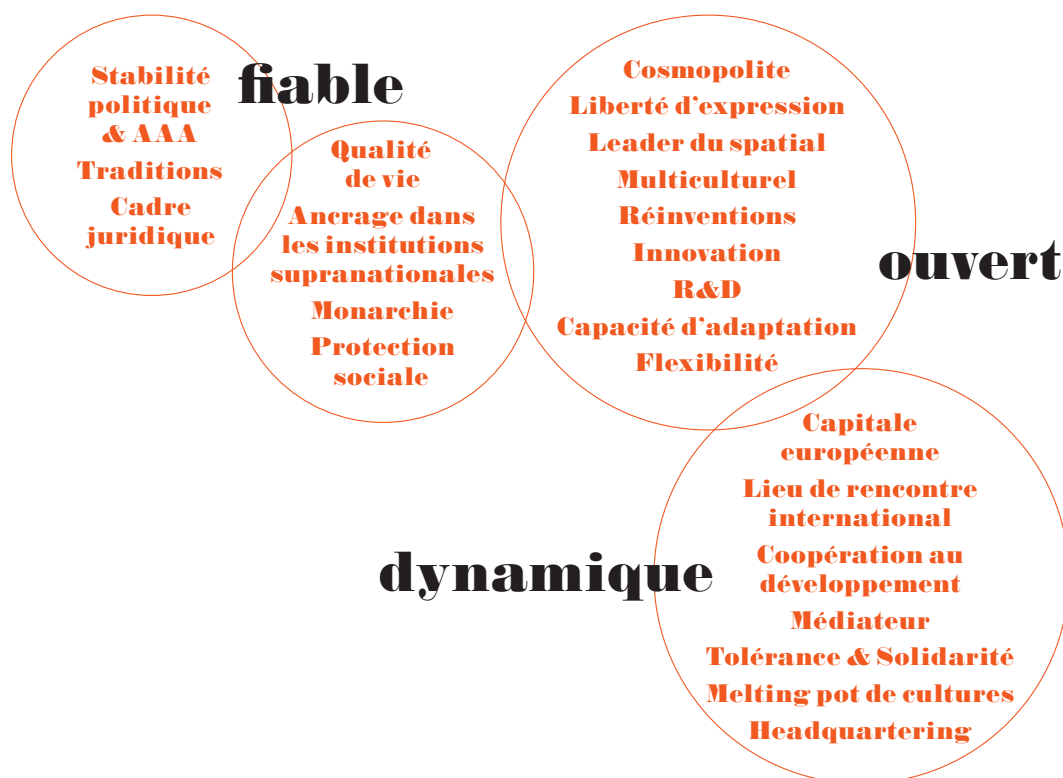 fiable
Stabilité
politique
& AAA
Traditions
Cadre
juridique
Qualité
de vie
Ancrage dans
les institutions
supranationales
Monarchie
Protection
sociale
ouvert
Cosmopolite
Liberté d’expression
Leader du spatial
Multiculturel
Réinventions
Innovation
R&D
Capacité d’adaptation
Flexibilité
dynamique
Capitale
européenne
Lieu de rencontre
international
Coopération au
développement
Médiateur
Tolérance & Solidarité
Melting pot de cultures
Headquartering